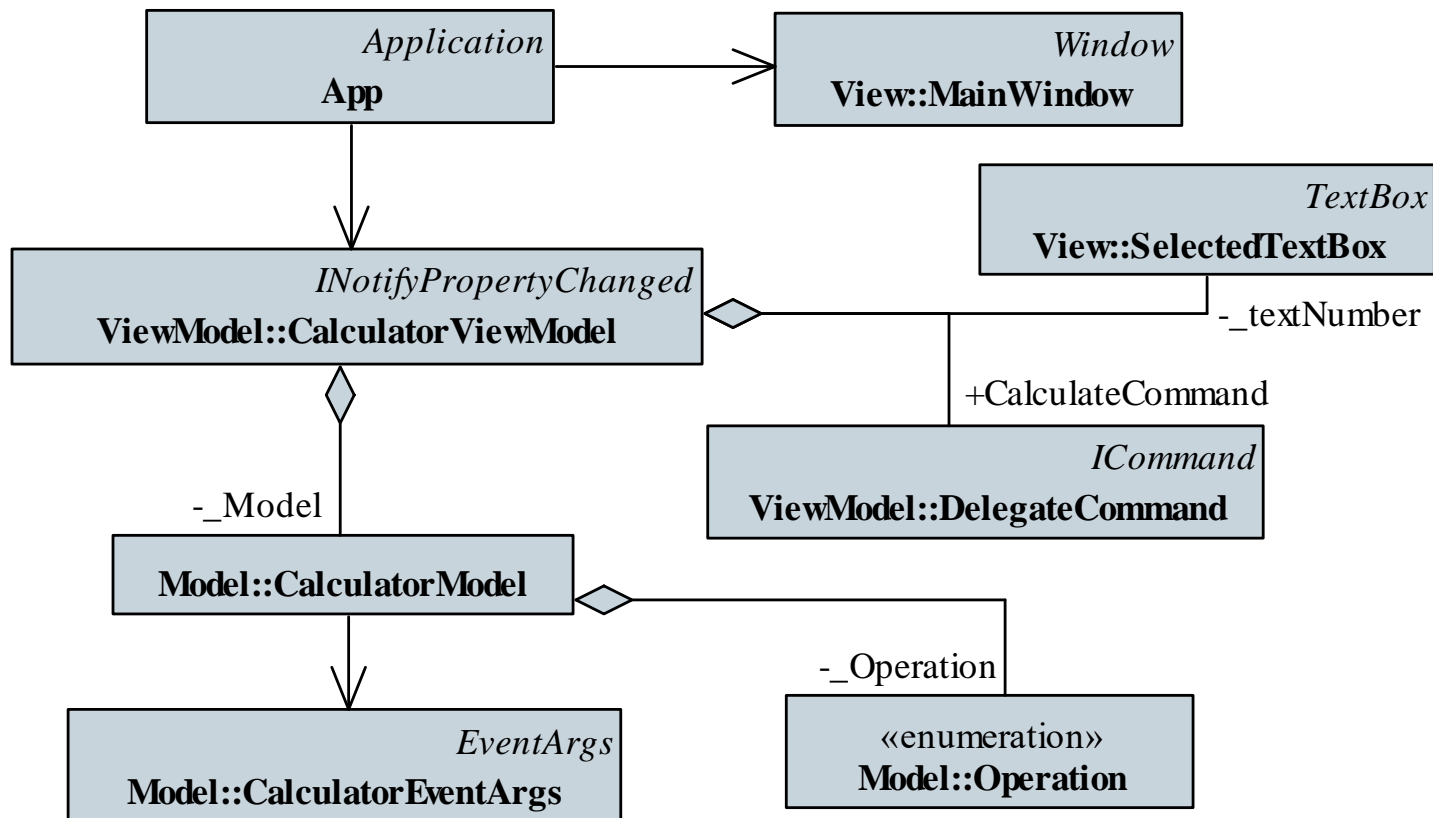 Application
App
Window
View::MainWindow
TextBox
View::SelectedTextBox
INotifyPropertyChanged
ViewModel::CalculatorViewModel
-_textNumber
+CalculateCommand
ICommand
ViewModel::DelegateCommand
-_Model
Model::CalculatorModel
-_Operation
EventArgs
Model::CalculatorEventArgs
«enumeration»
Model::Operation